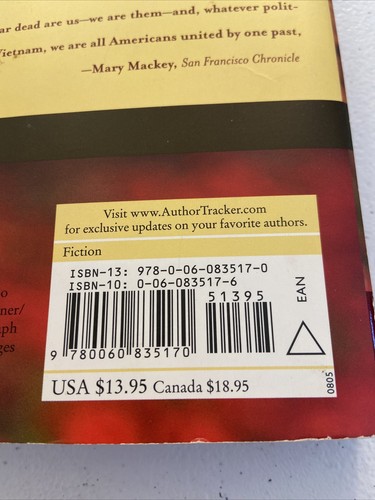 ar dead are us—we are them—and, whatever polit-
Vietnam, we are all Americans united by one past,
—Mary Mackey, San Francisco Chronicle
Visit www.AuthorTracker.com
for exclusive updates on your favorite authors.
Fiction
ISBN-13: 978-0-06-083517-0
ISBN-10: 0-06-083517-6
51395
EAN
9 780060 835170
USA $13.95 Canada $18.95
0805
o
ner/
ph
ges